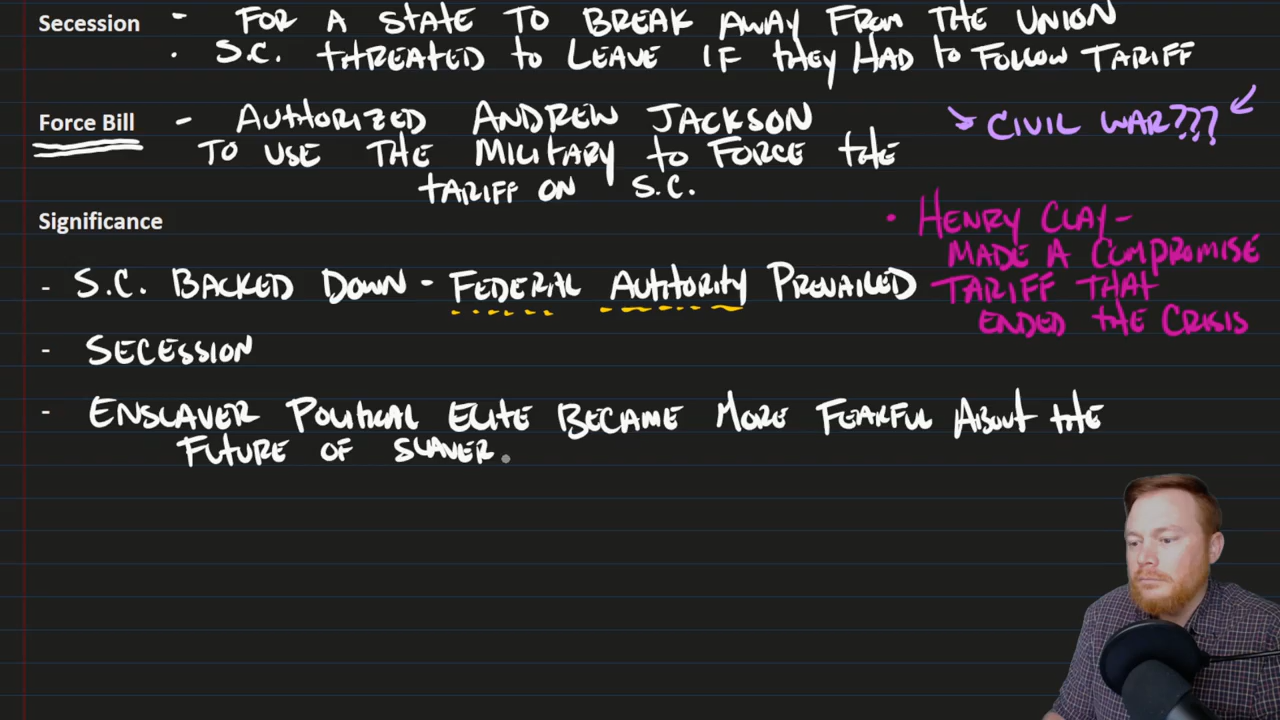 Secession - FOR A STATE TO BREAK AWAY FROM THE UNION
· S.C. THREATED TO LEAVE IF THEY HAD TO FOLLOW TARIFF
Force Bill - AUTHORIZED ANDREW JACKSON
TO USE THE MILITARY TO FORCE THE
TARIFF ON S.C.
CIVIL WAR???
Significance
- S.C. BACKED DOWN - FEDERAL AUTHORITY PREVAILED
• HENRY CLAY-
MADE A COMPROMISE
TARIFF THAT
ENDED THE CRISIS
- SECESSION
- ENSLAVER POLITICAL ELITE BECAME MORE FEARFUL ABOUT THE
FUTURE OF SLAVER